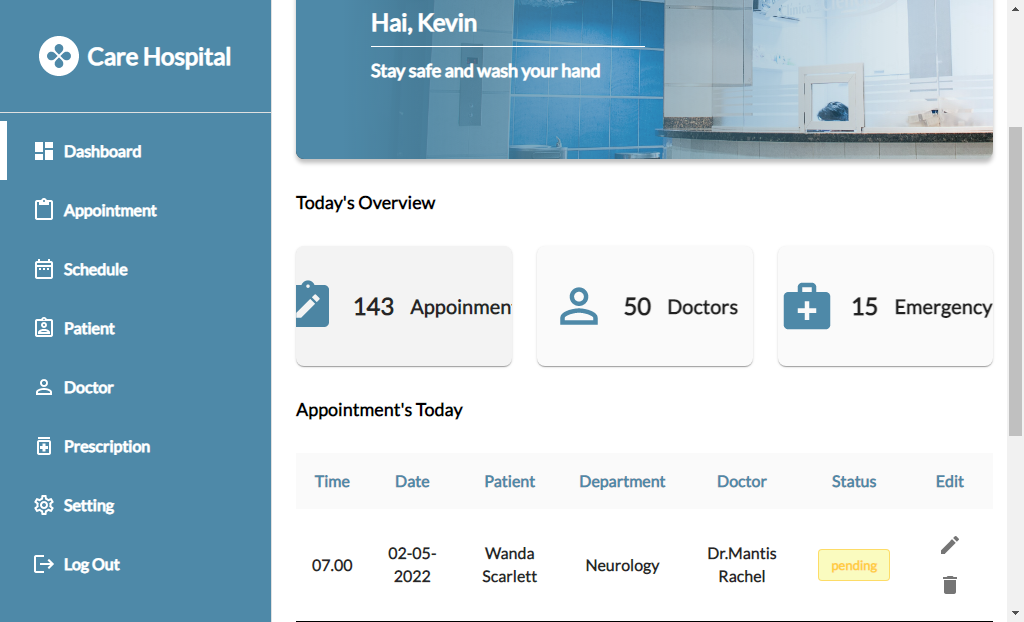 Care Hospital
Dashboard
Appointment
Schedule
Patient
Doctor
Prescription
Setting
Log Out
Hai, Kevin
Stay safe and wash your hand
Today's Overview
143 Appoinmen
50 Doctors
15 Emergency
Appointment's Today
Time Date Patient Department Doctor Status Edit
07.00 02-05-2022 Wanda Scarlett Neurology Dr.Mantis Rachel pending